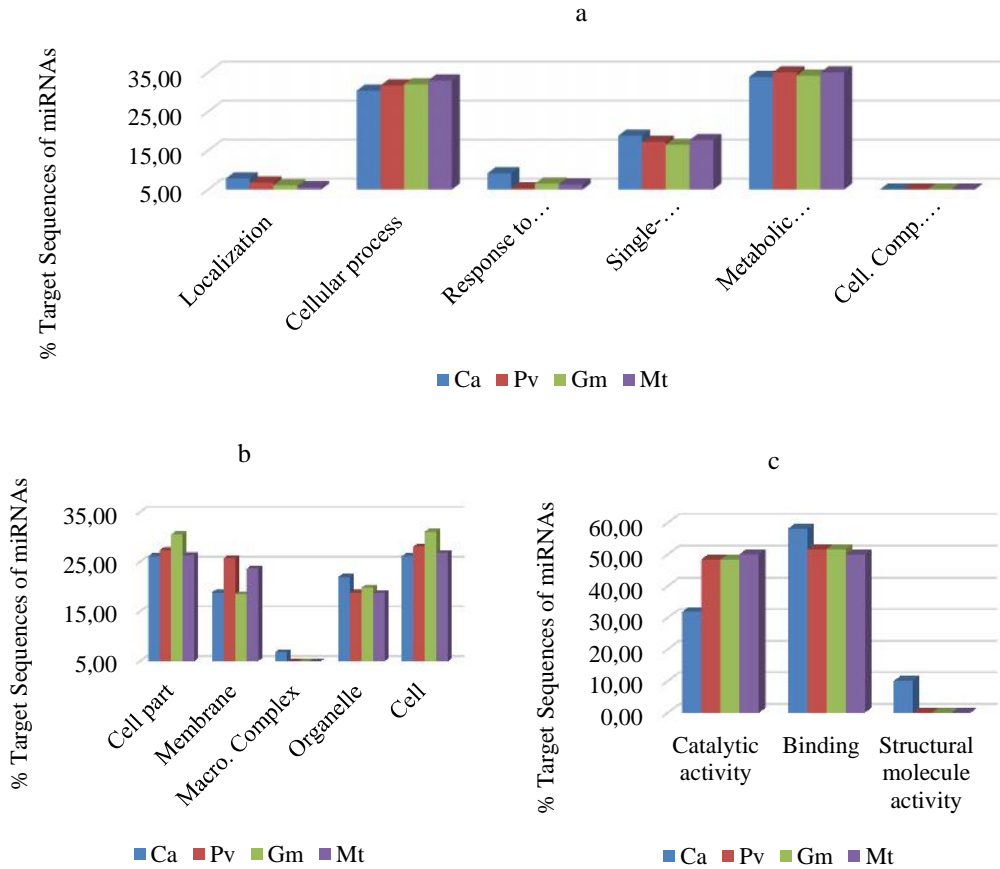 a
% Target Sequences of miRNAs
35,00
25,00
15,00
5,00
Localization
Cellular process
Response to…
Single-…
Metabolic…
Cell. Comp.…
Ca Pv Gm Mt
b
% Target Sequences of miRNAs
35,00
25,00
15,00
5,00
Cell part
Membrane
Macro. Complex
Organelle
Cell
Ca Pv Gm Mt
c
% Target Sequences of miRNAs
60,00
50,00
40,00
30,00
20,00
10,00
0,00
Catalytic
activity
Binding
Structural
molecule
activity
Ca Pv Gm Mt